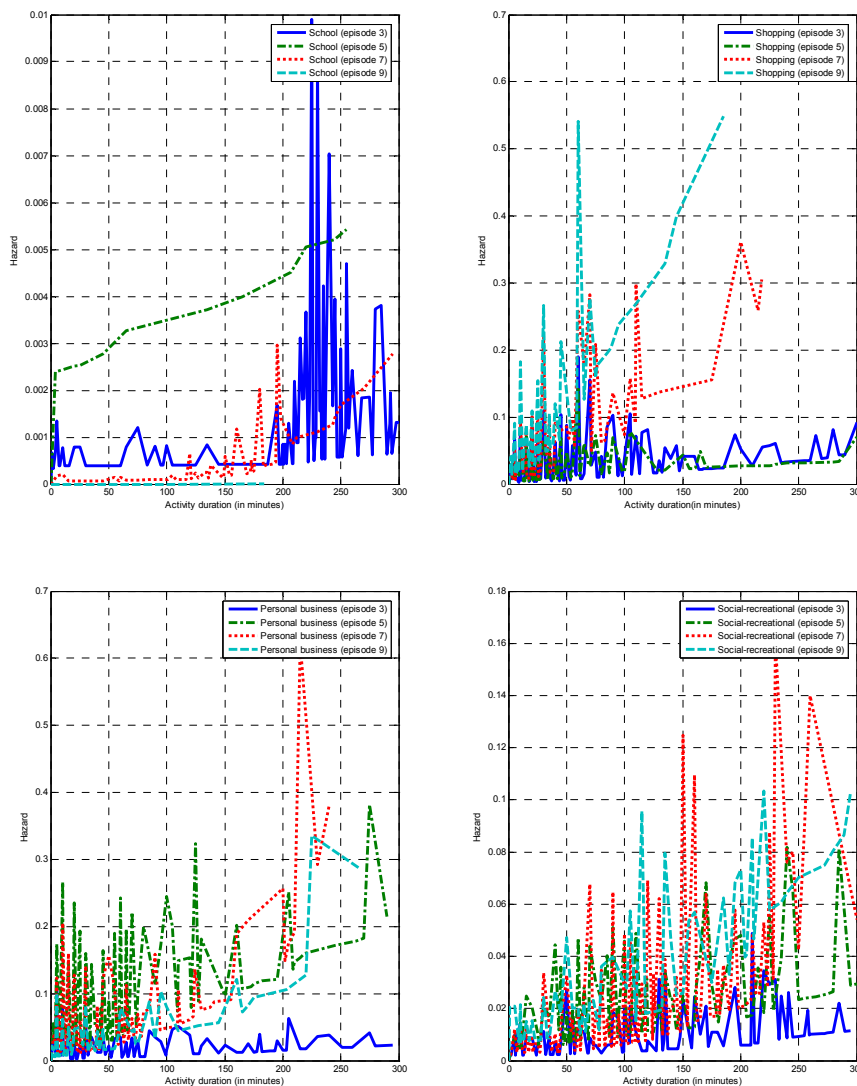 School (episode 3)
School (episode 5)
School (episode 7)
School (episode 9)
0.01
0.009
0.008
0.007
0.006
0.005
0.004
0.003
0.002
0.001
0
Hazard
0 50 100 150 200 250 300
Activity duration (in minutes)
Shopping (episode 3)
Shopping (episode 5)
Shopping (episode 7)
Shopping (episode 9)
0.7
0.6
0.5
0.4
0.3
0.2
0.1
0
Hazard
0 50 100 150 200 250 300
Activity duration(in minutes)
Personal business (episode 3)
Personal business (episode 5)
Personal business (episode 7)
Personal business (episode 9)
0.7
0.6
0.5
0.4
0.3
0.2
0.1
0
Hazard
0 50 100 150 200 250 300
Activity duration (in minutes)
Social-recreational (episode 3)
Social-recreational (episode 5)
Social-recreational (episode 7)
Social-recreational (episode 9)
0.18
0.16
0.14
0.12
0.1
0.08
0.06
0.04
0.02
0
Hazard
0 50 100 150 200 250 300
Activity duration (in minutes)